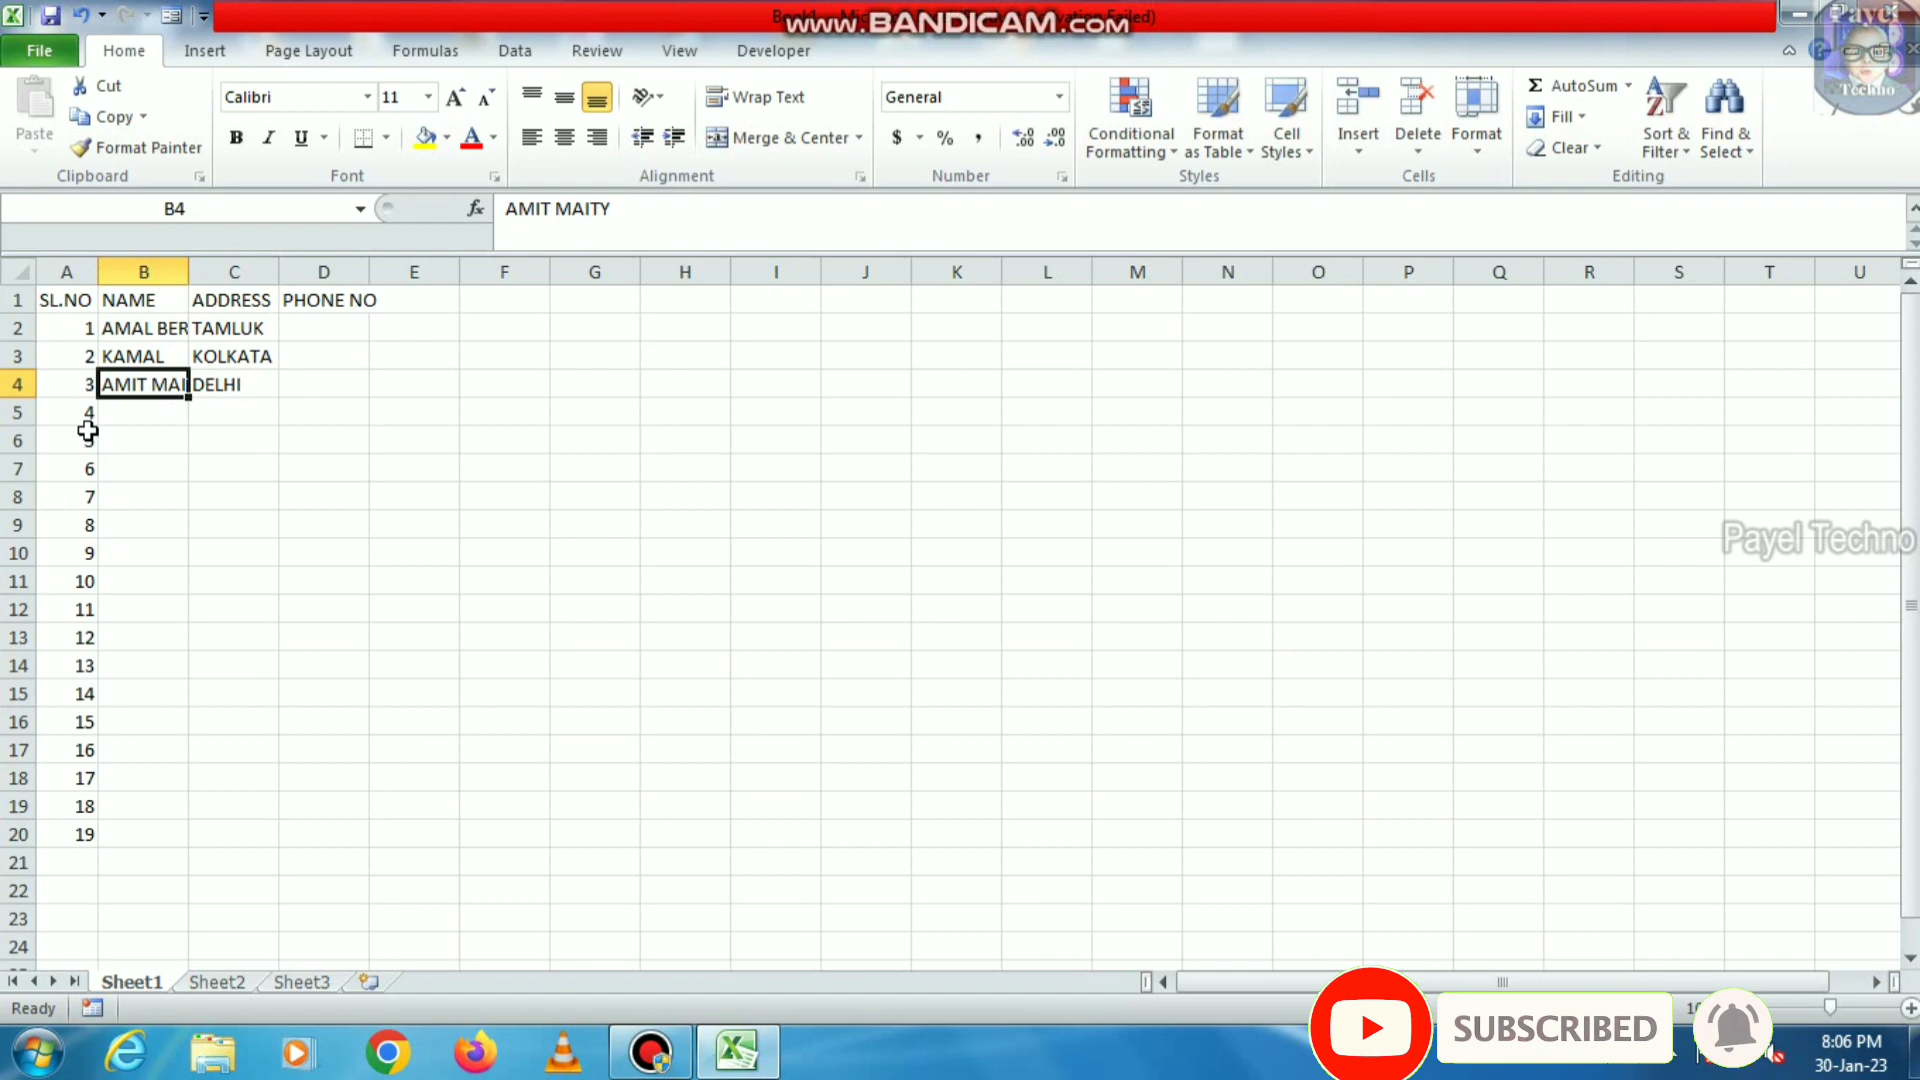 www.BANDICAM.com
File Home Insert Page Layout Formulas Data Review View Developer
Paste Cut Copy Format Painter Clipboard
Calibri 11 B I U A Font
Wrap Text Merge & Center Alignment
General $ % , Number
Conditional Formatting Format as Table Cell Styles Styles
Insert Delete Format Cells
Σ AutoSum Fill Clear Sort & Filter Find & Select Editing
Payel
Techno
B4 fx AMIT MAITY
A B C D E F G H I J K L M N O P Q R S T U
1 SL.NO NAME ADDRESS PHONE NO
2 1 AMAL BER TAMLUK
3 2 KAMAL KOLKATA
4 3 AMIT MAI DELHI
5 4
6 5
7 6
8 7
9 8
10 9
11 10
12 11
13 12
14 13
15 14
16 15
17 16
18 17
19 18
20 19
21
22
23
24
Payel Techno
Sheet1 Sheet2 Sheet3
Ready
SUBSCRIBED
8:06 PM
30-Jan-23